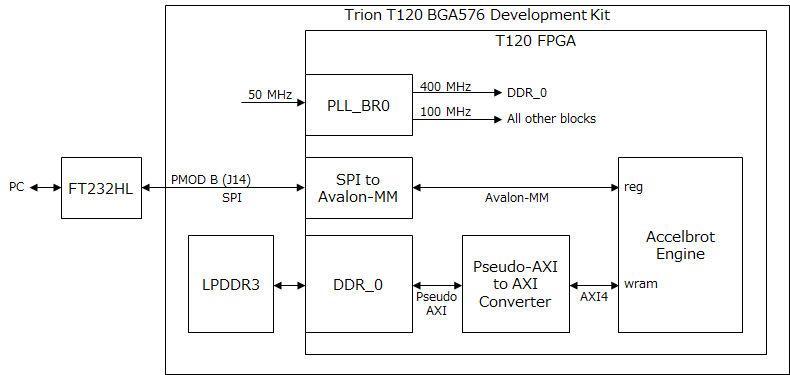 Trion T120 BGA576 Development Kit
T120 FPGA
50 MHz
PLL_BR0
400 MHz
DDR_0
100 MHz
All other blocks
PC
FT232HL
PMOD B (J14)
SPI
SPI to
Avalon-MM
Avalon-MM
reg
Accelbrot
Engine
wram
LPDDR3
DDR_0
Pseudo
AXI
Pseudo-AXI
to AXI
Converter
AXI4